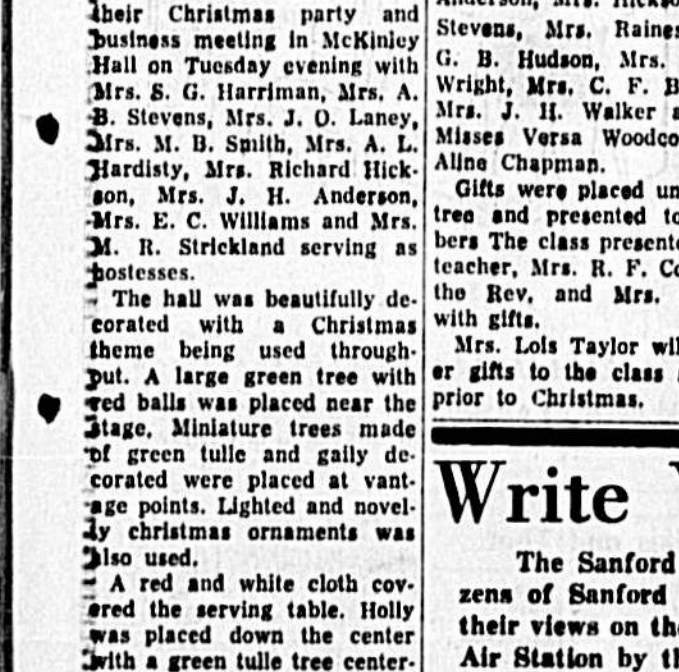 their Christmas party and
business meeting in McKinley
Hall on Tuesday evening with
Mrs. S. G. Harriman, Mrs. A.
B. Stevens, Mrs. J. O. Laney,
Mrs. M. B. Smith, Mrs. A. L.
Hardisty, Mrs. Richard Hick-
son, Mrs. J. H. Anderson,
Mrs. E. C. Williams and Mrs.
M. R. Strickland serving as
hostesses.
The hall was beautifully de-
corated with a Christmas
theme being used through-
out. A large green tree with
red balls was placed near the
stage. Miniature trees made
of green tulle and gaily de-
corated were placed at vant-
age points. Lighted and novel-
ly christmas ornaments was
also used.
A red and white cloth cov-
ered the serving table. Holly
was placed down the center
with a green tulle tree center-
Stevens, Mrs. Raines
G. B. Hudson, Mrs.
Wright, Mrs. C. F. B
Mrs. J. H. Walker a
Misses Versa Woodco
Aline Chapman.
Gifts were placed un
tree and presented to
bers The class presente
teacher, Mrs. R. F. Co
the Rev. and Mrs.
with gifts.
Mrs. Lois Taylor wil
er gifts to the class
prior to Christmas.
Write
The Sanford
zens of Sanford
their views on the
Air Station by th